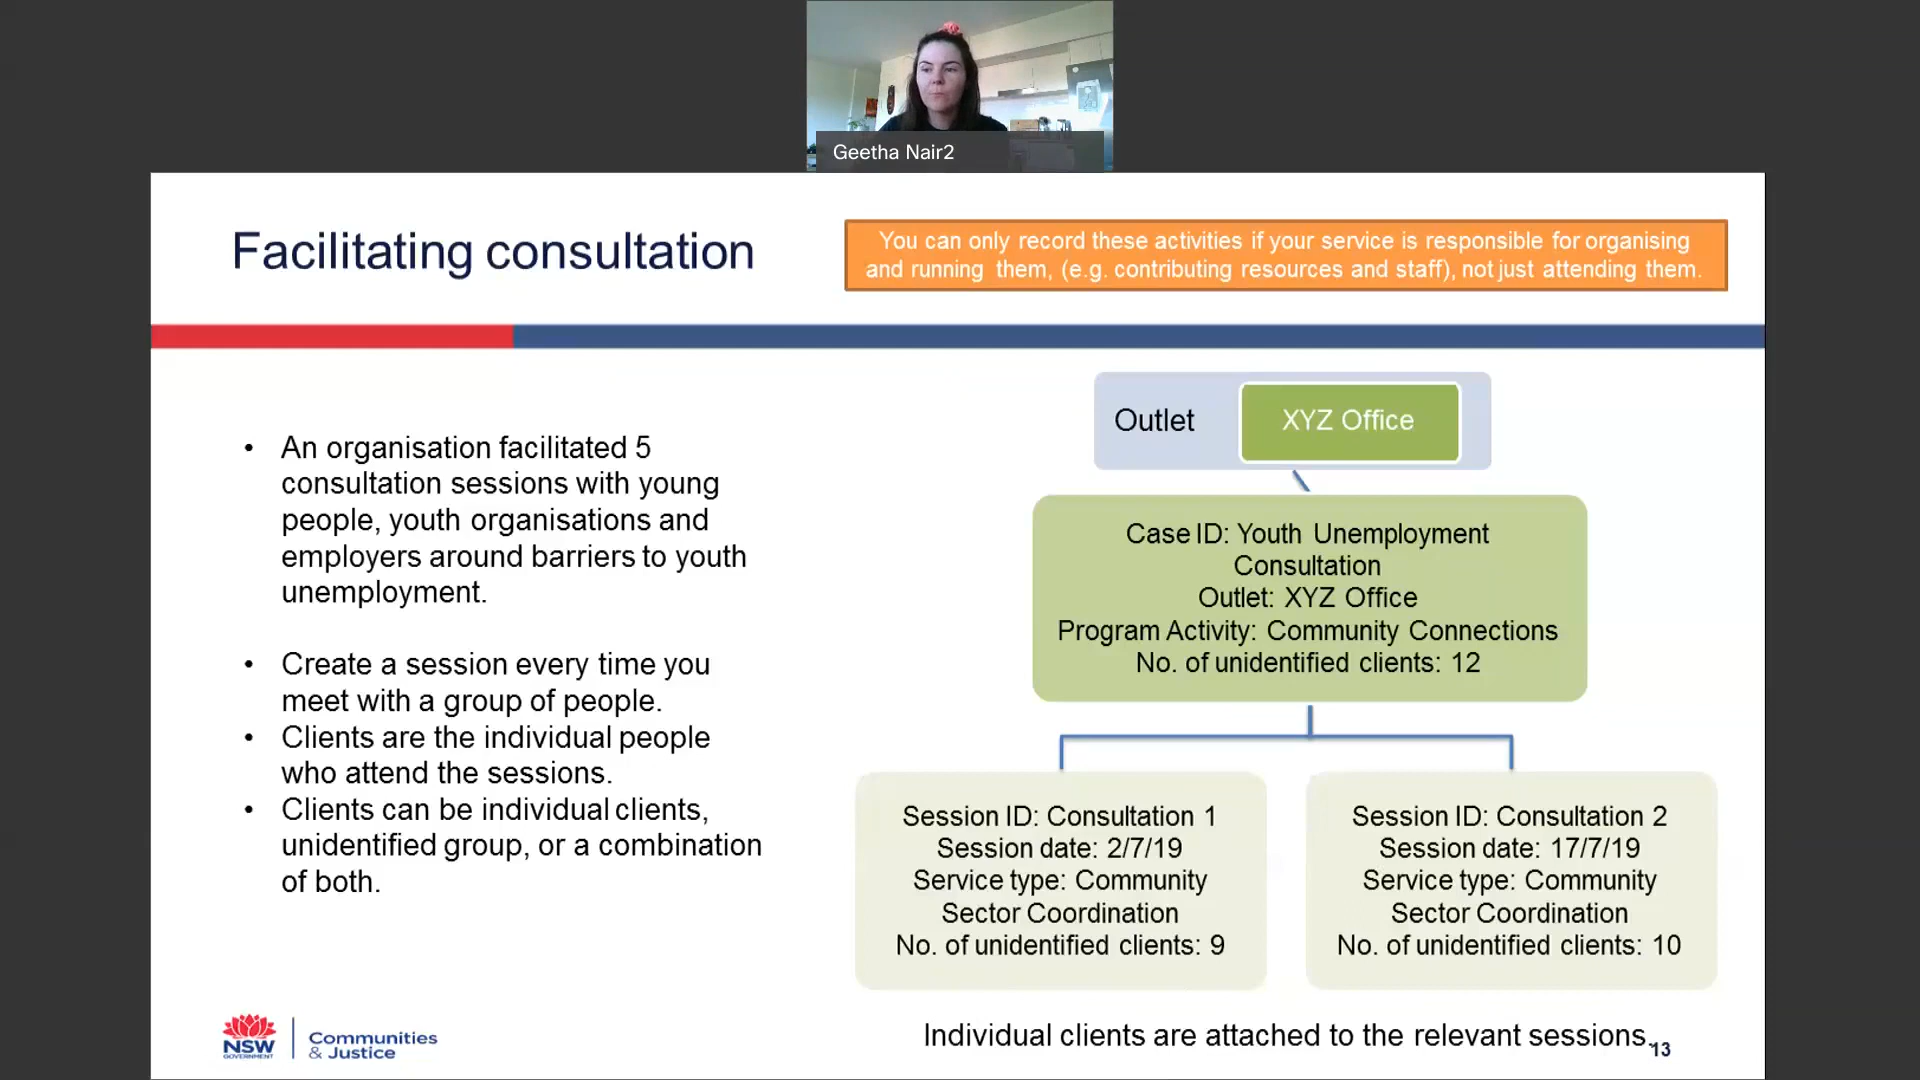 Geetha Nair2
Facilitating consultation
You can only record these activities if your service is responsible for organising
and running them, (e.g. contributing resources and staff), not just attending them.
• An organisation facilitated 5
consultation sessions with young
people, youth organisations and
employers around barriers to youth
unemployment.
• Create a session every time you
meet with a group of people.
• Clients are the individual people
who attend the sessions.
• Clients can be individual clients,
unidentified group, or a combination
of both.
Outlet
XYZ Office
Case ID: Youth Unemployment
Consultation
Outlet: XYZ Office
Program Activity: Community Connections
No. of unidentified clients: 12
Session ID: Consultation 1
Session date: 2/7/19
Service type: Community
Sector Coordination
No. of unidentified clients: 9
Session ID: Consultation 2
Session date: 17/7/19
Service type: Community
Sector Coordination
No. of unidentified clients: 10
Individual clients are attached to the relevant sessions.
13
NSW
GOVERNMENT
Communities
& Justice